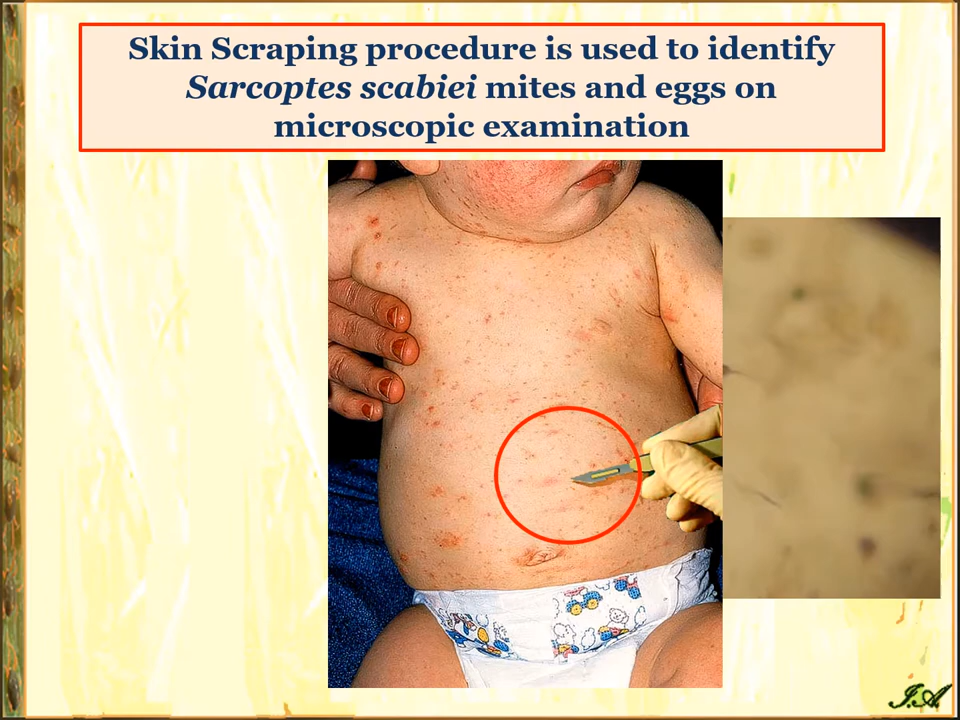 Skin Scraping procedure is used to identify
Sarcoptes scabiei mites and eggs on
microscopic examination
I.A.